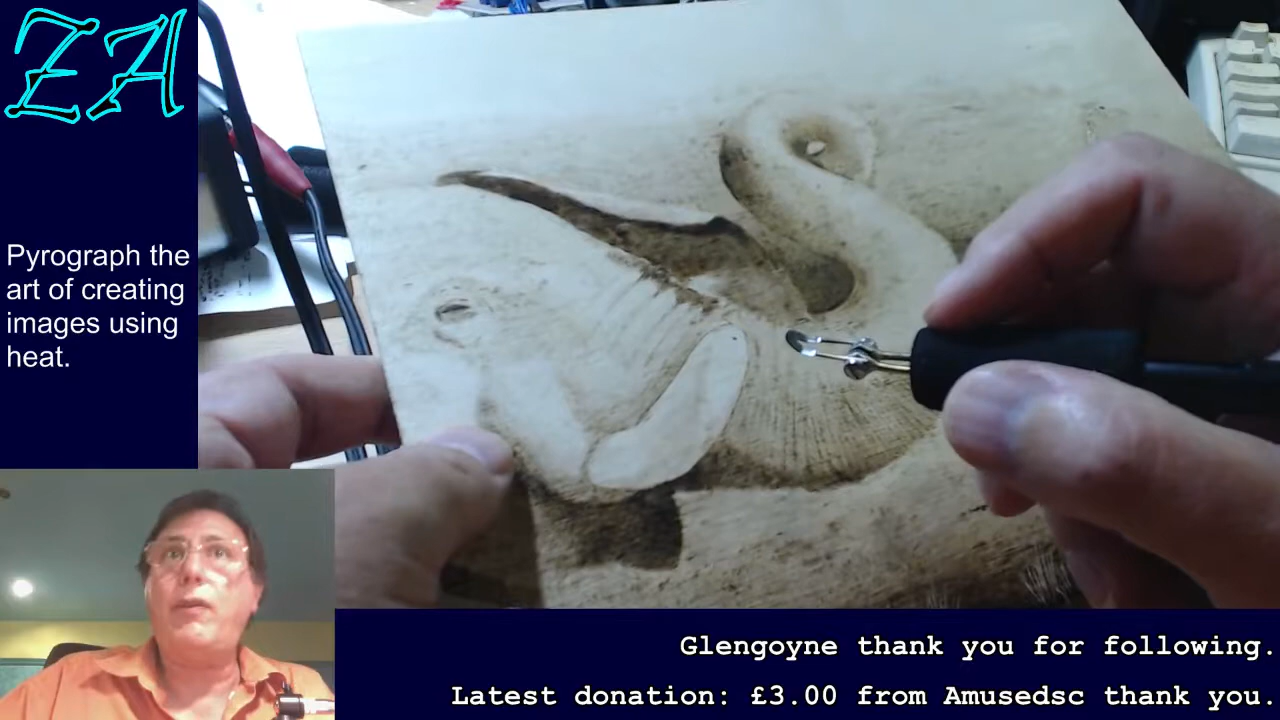 ZA
Pyrograph the
art of creating
images using
heat.
Glengoyne thank you for following.
Latest donation: £3.00 from Amusedsc thank you.